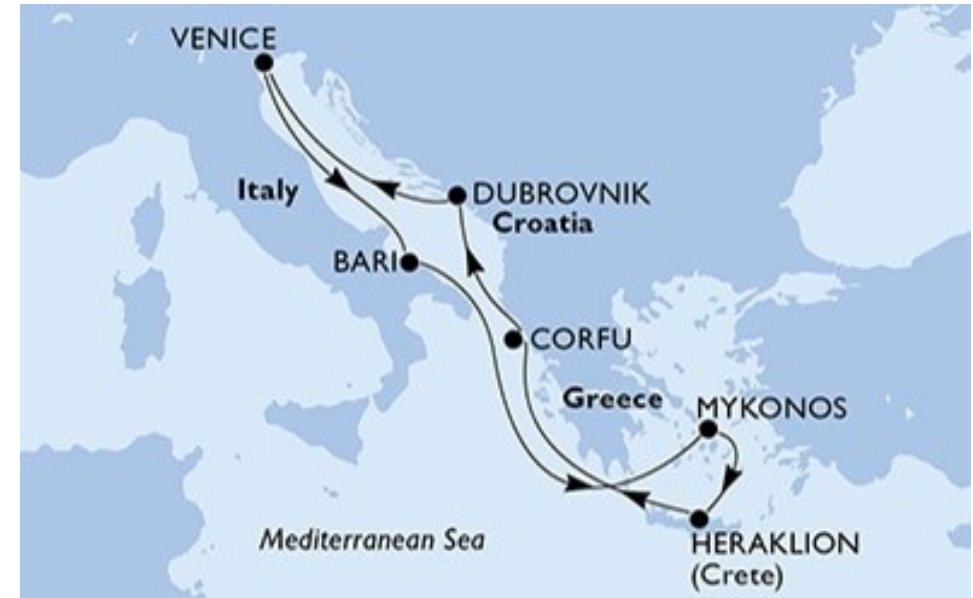 VENICE
Italy
DUBROVNIK
Croatia
BARI
CORFU
Greece
MYKONOS
Mediterranean Sea
HERAKLION
(Crete)